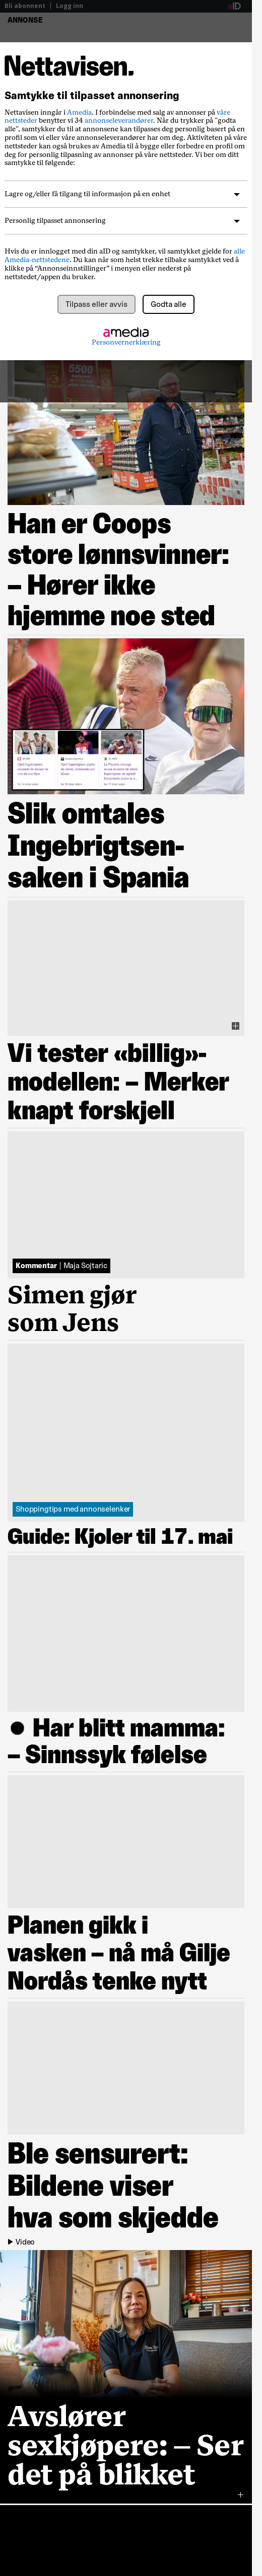 Bli abonnent | Logg inn
aID
ANNONSE
Nettavisen.
Samtykke til tilpasset annonsering
Nettavisen inngår i Amedia. I forbindelse med salg av annonser på våre
nettsteder benytter vi 34 annonseleverandører. Når du trykker på "godta
alle", samtykker du til at annonsene kan tilpasses deg personlig basert på en
profil som vi eller våre annonseleverandører har om deg. Aktiviteten på våre
nettsteder kan også brukes av Amedia til å bygge eller forbedre en profil om
deg for personlig tilpasning av annonser på våre nettsteder. Vi ber om ditt
samtykke til følgende:
Lagre og/eller få tilgang til informasjon på en enhet
Personlig tilpasset annonsering
Hvis du er innlogget med din aID og samtykker, vil samtykket gjelde for alle
Amedia-nettstedene. Du kan når som helst trekke tilbake samtykket ved å
klikke på “Annonseinnstillinger” i menyen eller nederst på
nettstedet/appen du bruker.
Tilpass eller avvis
Godta alle
amedia
Personvernerklæring
5500
Han er Coops
store lønnsvinner:
– Hører ikke
hjemme noe sted
Slik omtales
Ingebrigtsen-
saken i Spania
Vi tester «billig»-
modellen: – Merker
knapt forskjell
Kommentar | Maja Sojtaric
Simen gjør
som Jens
Shoppingtips med annonselenker
Guide: Kjoler til 17. mai
● Har blitt mamma:
– Sinnssyk følelse
Planen gikk i
vasken – nå må Gilje
Nordås tenke nytt
Ble sensurert:
Bildene viser
hva som skjedde
Video
Avslører
sexkjøpere: – Ser
det på blikket